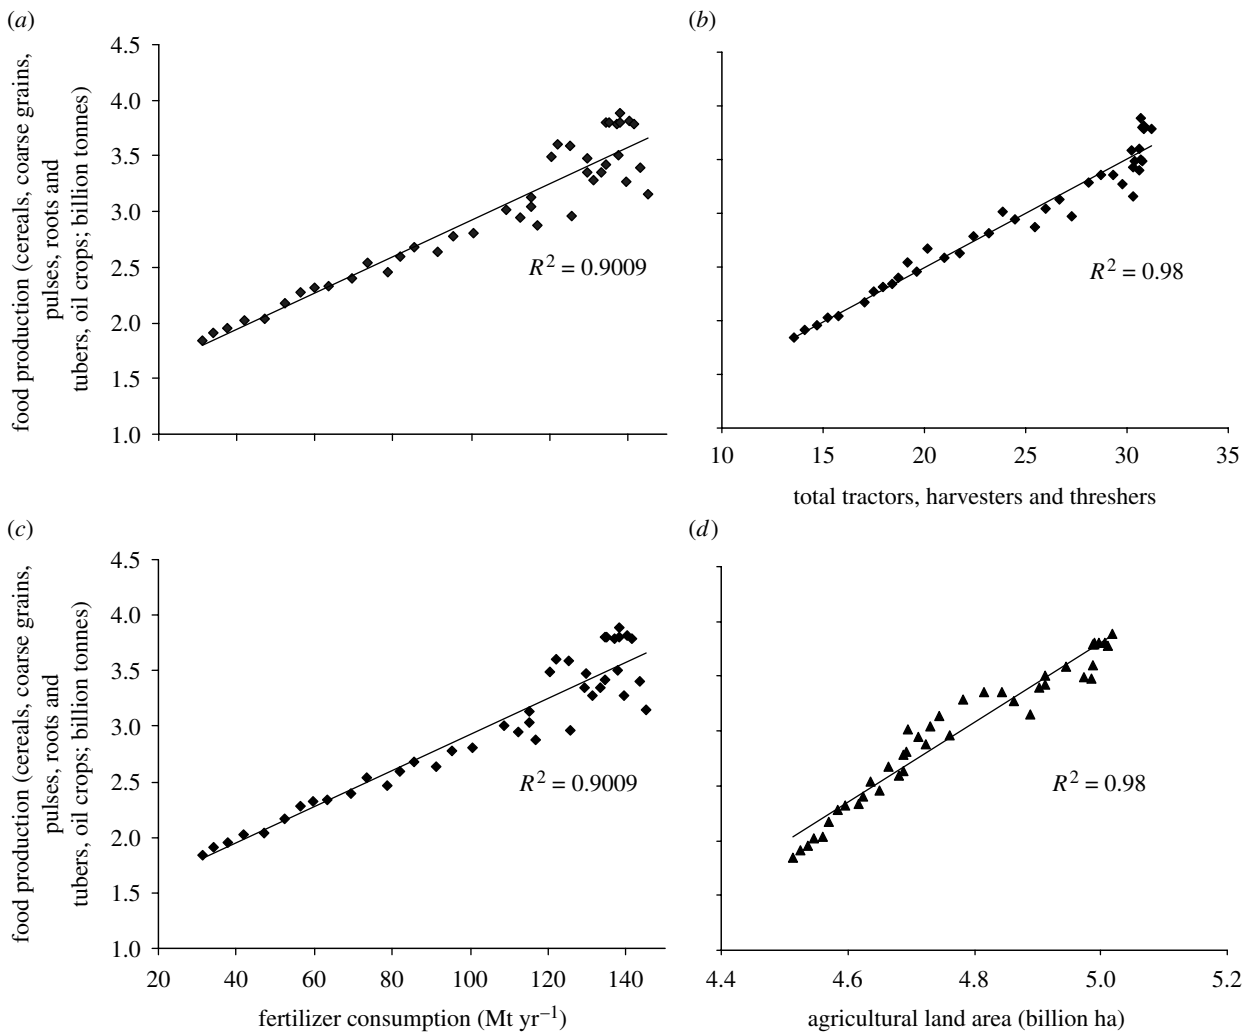 (a)
food production (cereals, coarse grains,
pulses, roots and
tubers, oil crops; billion tonnes)
4.5
4.0
3.5
3.0
2.5
2.0
1.5
1.0
R² = 0.9009
(b)
R² = 0.98
10 15 20 25 30 35
total tractors, harvesters and threshers
(c)
food production (cereals, coarse grains,
pulses, roots and
tubers, oil crops; billion tonnes)
4.5
4.0
3.5
3.0
2.5
2.0
1.5
1.0
R² = 0.9009
20 40 60 80 100 120 140
fertilizer consumption (Mt yr⁻¹)
(d)
R² = 0.98
4.4 4.6 4.8 5.0 5.2
agricultural land area (billion ha)